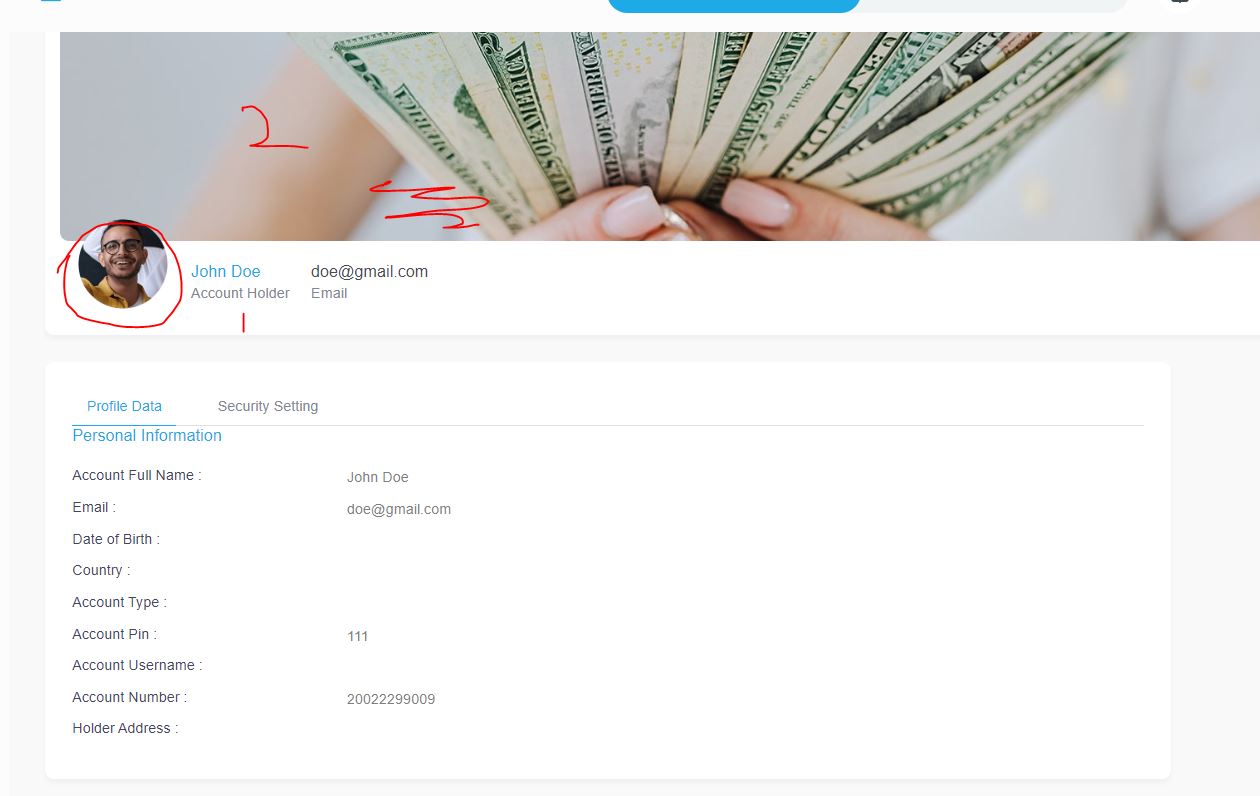 2
John Doe doe@gmail.com
Account Holder Email
1
Profile Data Security Setting
Personal Information
Account Full Name : John Doe
Email : doe@gmail.com
Date of Birth :
Country :
Account Type :
Account Pin : 111
Account Username :
Account Number : 20022299009
Holder Address :